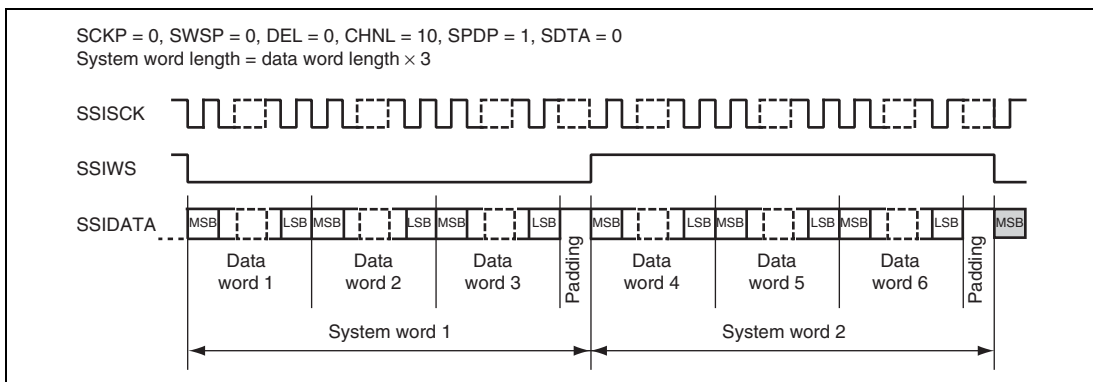 SCKP = 0, SWSP = 0, DEL = 0, CHNL = 10, SPDP = 1, SDTA = 0
System word length = data word length × 3
SSISCK
SSIWS
SSIDATA
MSB LSB MSB LSB MSB LSB MSB LSB MSB LSB MSB LSB MSB
Data word 1
Data word 2
Data word 3
Padding
Data word 4
Data word 5
Data word 6
Padding
System word 1
System word 2